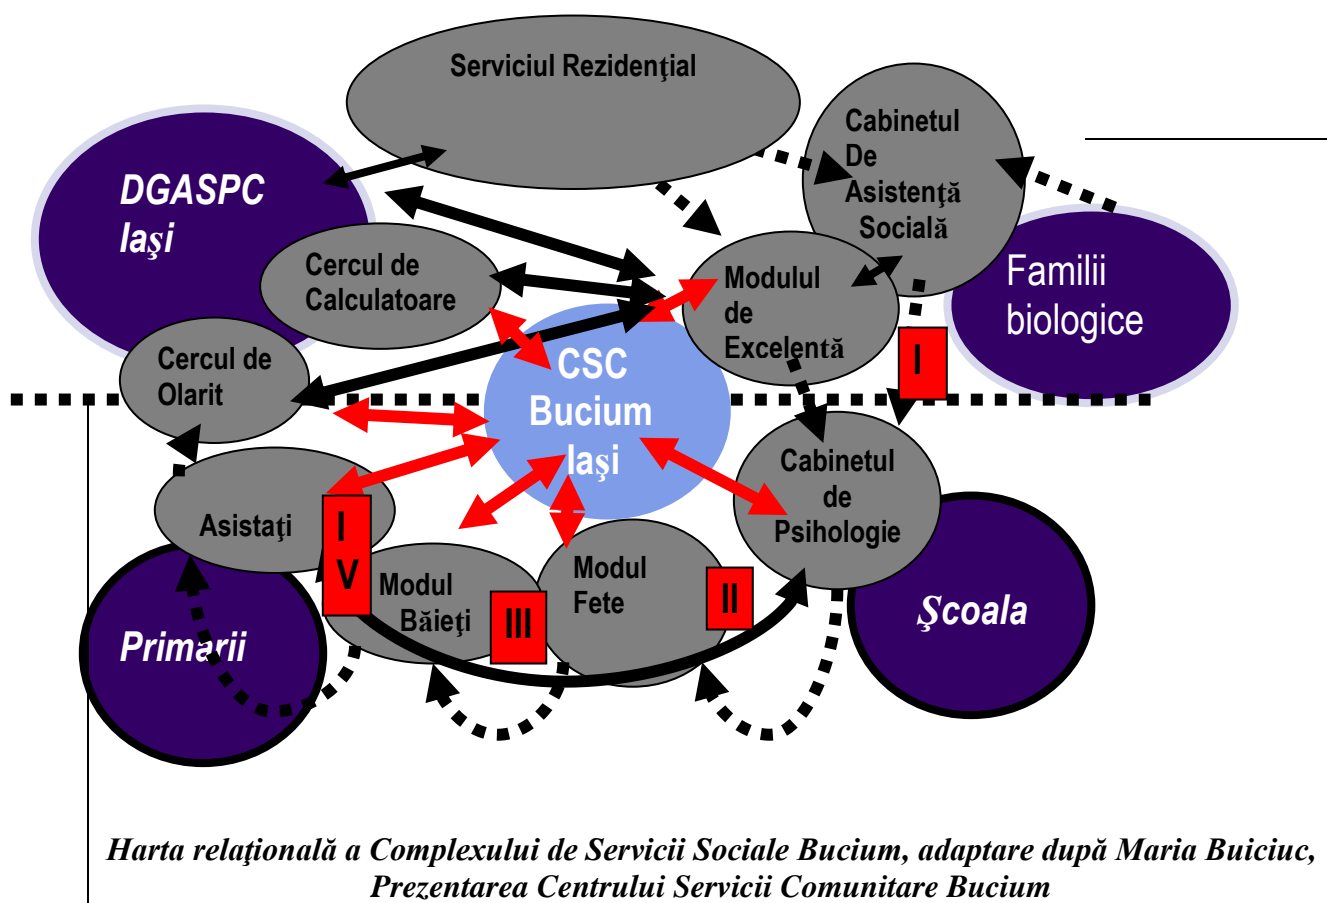 Serviciul Rezidenţial
Cabinetul
De
Asistenţă
Socială
DGASPC
Iaşi
Cercul de
Calculatoare
Modulul
de
Excelentă
Familii
biologice
I
Cercul de
Olarit
CSC
Bucium
Iaşi
Cabinetul
de
Psihologie
Asistaţi
I
V
Modul
Băieţi
III
Modul
Fete
II
Primării
Şcoala
Harta relaţională a Complexului de Servicii Sociale Bucium, adaptare după Maria Buiciuc,
Prezentarea Centrului Servicii Comunitare Bucium